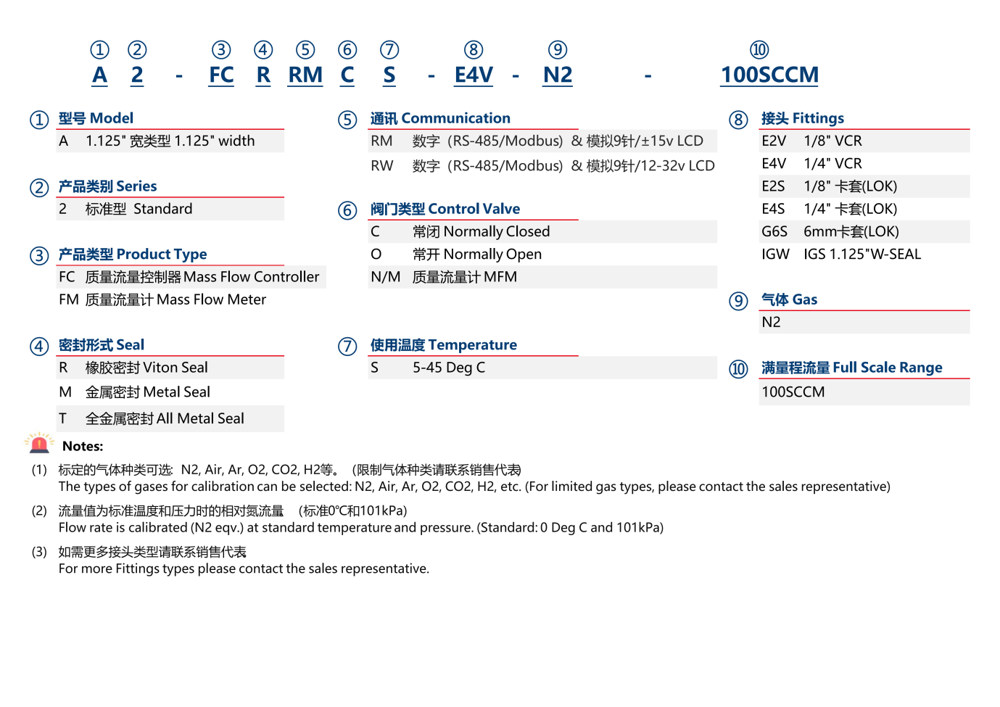 ① ② ③ ④ ⑤ ⑥ ⑦ ⑧ ⑨ ⑩
A 2 - FC R RM C S - E4V - N2 - 100SCCM
① 型号 Model
A 1.125" 宽类型 1.125" width
② 产品类别 Series
2 标准型 Standard
③ 产品类型 Product Type
FC 质量流量控制器 Mass Flow Controller
FM 质量流量计 Mass Flow Meter
④ 密封形式 Seal
R 橡胶密封 Viton Seal
M 金属密封 Metal Seal
T 全金属密封 All Metal Seal
⑤ 通讯 Communication
RM 数字（RS-485/Modbus）& 模拟9针/±15v LCD
RW 数字（RS-485/Modbus）& 模拟9针/12-32v LCD
⑥ 阀门类型 Control Valve
C 常闭 Normally Closed
O 常开 Normally Open
N/M 质量流量计 MFM
⑦ 使用温度 Temperature
S 5-45 Deg C
⑧ 接头 Fittings
E2V 1/8" VCR
E4V 1/4" VCR
E2S 1/8" 卡套(LOK)
E4S 1/4" 卡套(LOK)
G6S 6mm卡套(LOK)
IGW IGS 1.125"W-SEAL
⑨ 气体 Gas
N2
⑩ 满量程流量 Full Scale Range
100SCCM
Notes:
(1) 标定的气体种类可选: N2, Air, Ar, O2, CO2, H2等。（限制气体种类请联系销售代表）
The types of gases for calibration can be selected: N2, Air, Ar, O2, CO2, H2, etc. (For limited gas types, please contact the sales representative)
(2) 流量值为标准温度和压力时的相对氮流量。（标准0℃和101kPa)
Flow rate is calibrated (N2 eqv.) at standard temperature and pressure. (Standard: 0 Deg C and 101kPa)
(3) 如需更多接头类型请联系销售代表。
For more Fittings types please contact the sales representative.